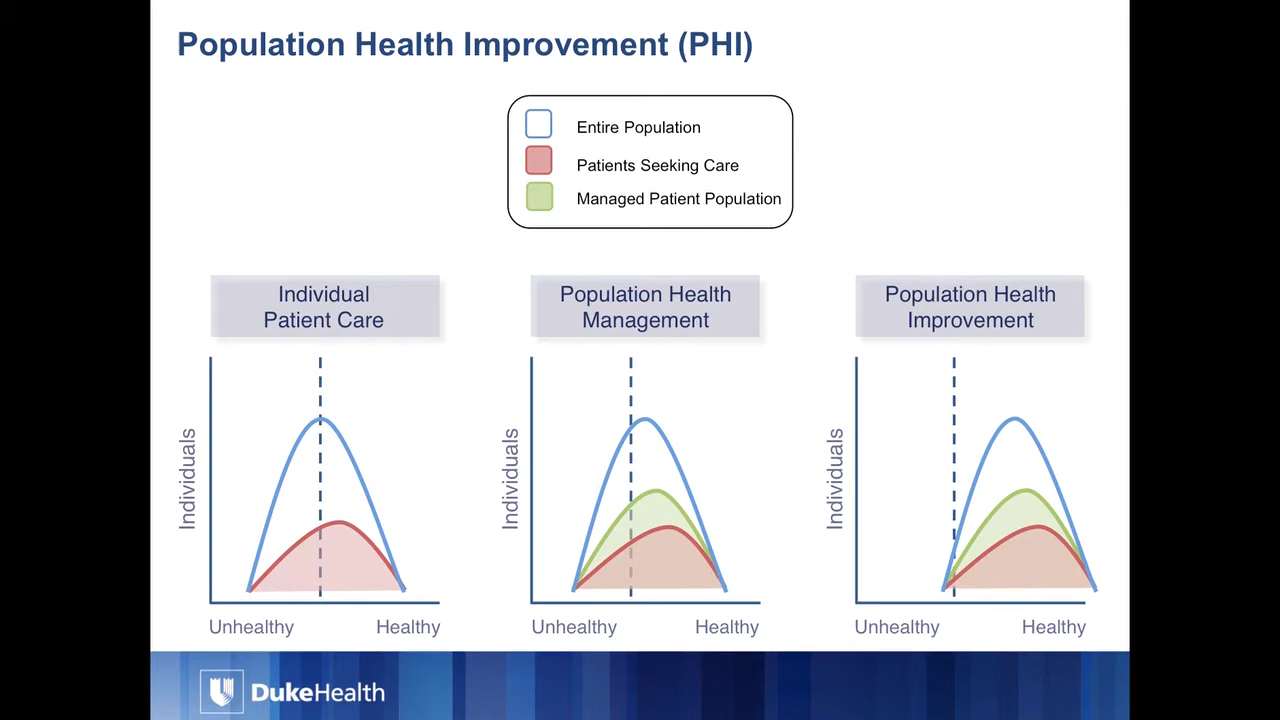 Population Health Improvement (PHI)
Entire Population
Patients Seeking Care
Managed Patient Population
Individual
Patient Care
Individuals
Unhealthy Healthy
Population Health
Management
Individuals
Unhealthy Healthy
Population Health
Improvement
Individuals
Unhealthy Healthy
DukeHealth